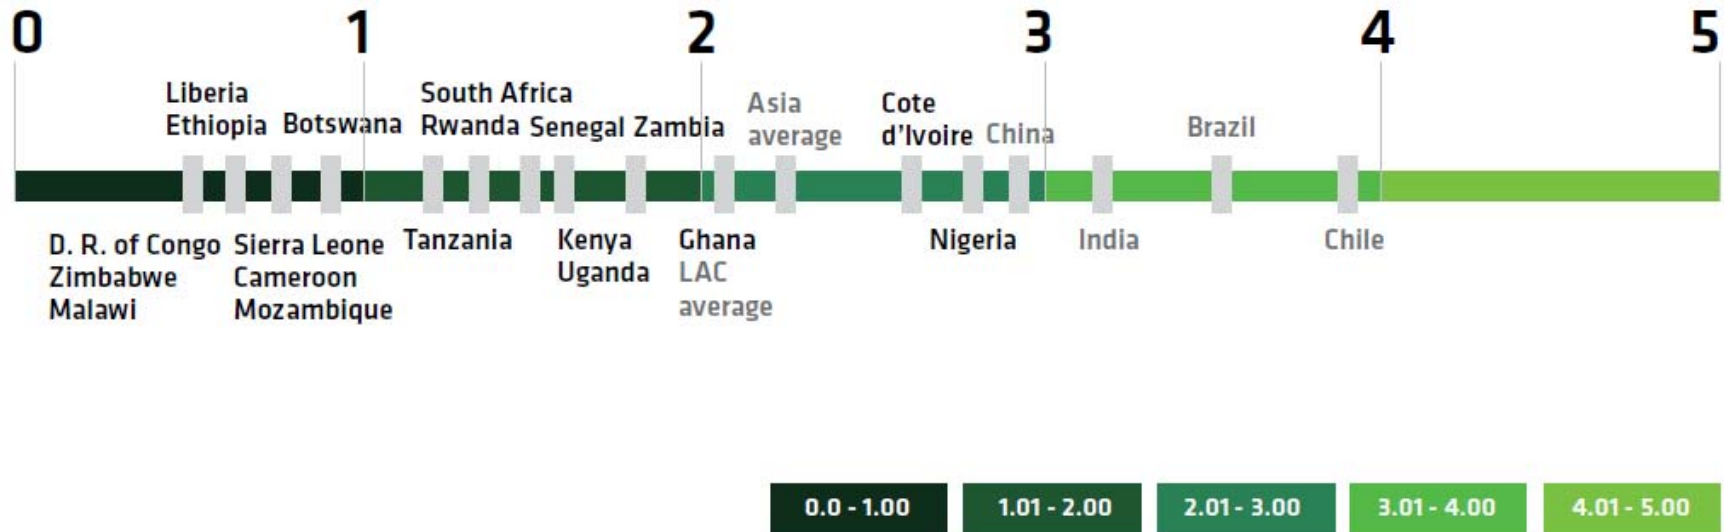 0 1 2 3 4 5
Liberia
Ethiopia
Botswana
South Africa
Rwanda
Senegal
Zambia
Asia
average
Cote
d'Ivoire
China
Brazil
D. R. of Congo
Zimbabwe
Malawi
Sierra Leone
Cameroon
Mozambique
Tanzania
Kenya
Uganda
Ghana
LAC
average
Nigeria
India
Chile
0.0 - 1.00
1.01 - 2.00
2.01 - 3.00
3.01 - 4.00
4.01 - 5.00